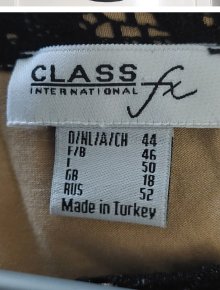 CLASS fx
INTERNATIONAL
D/NL/A/CH 44
F/B 46
I 50
GB 18
RUS 52
Made in Turkey